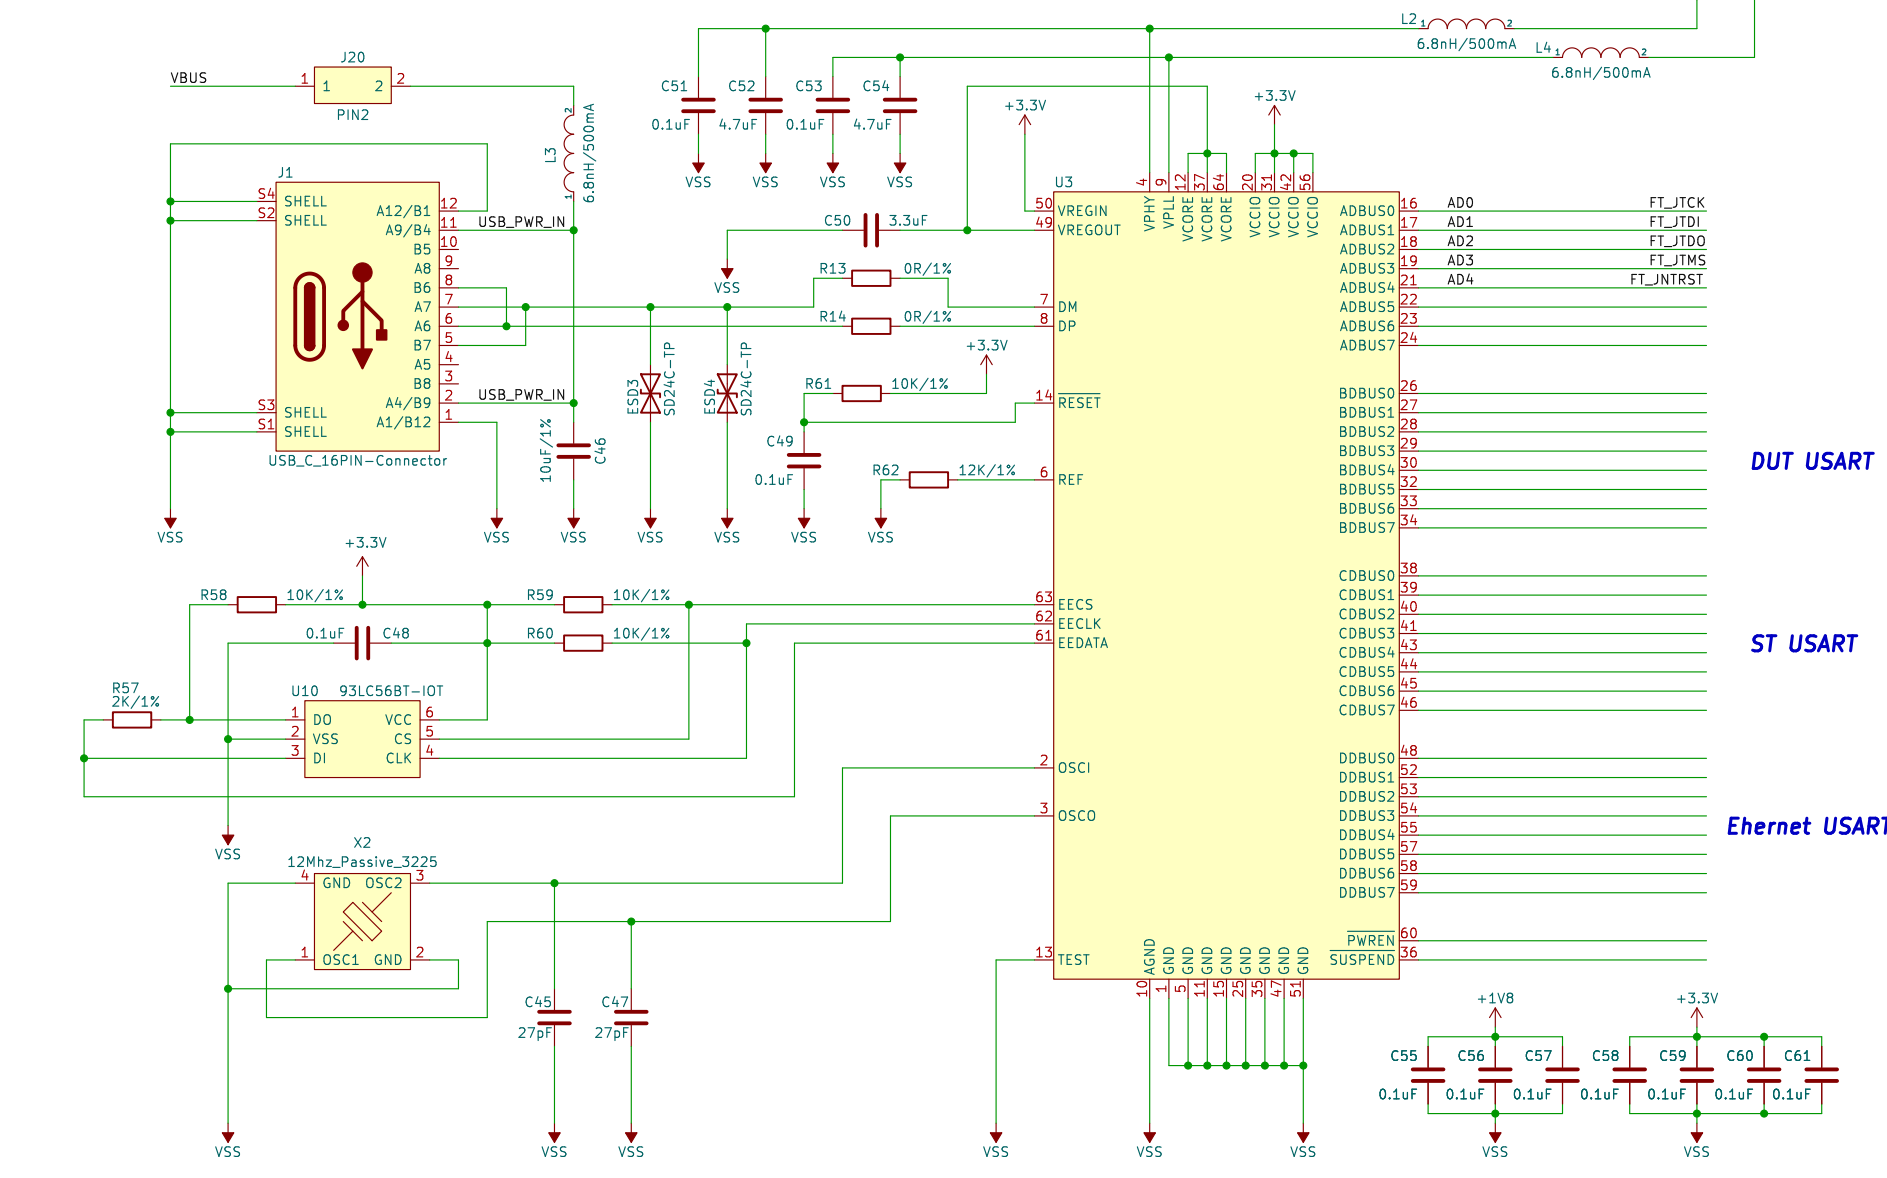 L2 1 2
6.8nH/500mA
L4 1 2
6.8nH/500mA
J20
VBUS 1 1 2 2
PIN2
2
L3 6.8nH/500mA
1
C51 C52 C53 C54
0.1uF 4.7uF 0.1uF 4.7uF
VSS VSS VSS VSS
+3.3V +3.3V
J1
S4 SHELL
S2 SHELL
S3 SHELL
S1 SHELL
A12/B1 12
A9/B4 11 USB_PWR_IN
B5 10
A8 9
B6 8
A7 7
A6 6
B7 5
A5 4
B8 3
A4/B9 2 USB_PWR_IN
A1/B12 1
USB_C_16PIN-Connector
10uF/1% C46
C50 3.3uF
VSS
R13 0R/1%
R14 0R/1%
ESD3 SD24C-TP
ESD4 SD24C-TP
+3.3V
R61 10K/1%
C49
0.1uF
R62 12K/1%
VSS VSS VSS VSS VSS VSS VSS
U3
4 9 12 37 64 20 31 42 56
VPHY VPLL VCORE VCORE VCORE VCCIO VCCIO VCCIO VCCIO
50 VREGIN
49 VREGOUT
7 DM
8 DP
14 RESET
6 REF
63 EECS
62 EECLK
61 EEDATA
2 OSCI
3 OSCO
13 TEST
ADBUS0 16 AD0 FT_JTCK
ADBUS1 17 AD1 FT_JTDI
ADBUS2 18 AD2 FT_JTDO
ADBUS3 19 AD3 FT_JTMS
ADBUS4 21 AD4 FT_JNTRST
ADBUS5 22
ADBUS6 23
ADBUS7 24
BDBUS0 26
BDBUS1 27
BDBUS2 28
BDBUS3 29
BDBUS4 30
BDBUS5 32
BDBUS6 33
BDBUS7 34
DUT USART
CDBUS0 38
CDBUS1 39
CDBUS2 40
CDBUS3 41
CDBUS4 43
CDBUS5 44
CDBUS6 45
CDBUS7 46
ST USART
DDBUS0 48
DDBUS1 52
DDBUS2 53
DDBUS3 54
DDBUS4 55
DDBUS5 57
DDBUS6 58
DDBUS7 59
Ehernet USART
PWREN 60
SUSPEND 36
AGND GND GND GND GND GND GND GND GND
10 1 5 11 15 25 35 47 51
+3.3V
R58 10K/1% R59 10K/1%
0.1uF C48 R60 10K/1%
R57
2K/1%
U10 93LC56BT-IOT
1 DO VCC 6
2 VSS CS 5
3 DI CLK 4
VSS
X2
12Mhz_Passive_3225
4 GND OSC2 3
1 OSC1 GND 2
C45 C47
27pF 27pF
VSS VSS VSS VSS VSS VSS
+1V8 +3.3V
C55 C56 C57 C58 C59 C60 C61
0.1uF 0.1uF 0.1uF 0.1uF 0.1uF 0.1uF 0.1uF
VSS VSS